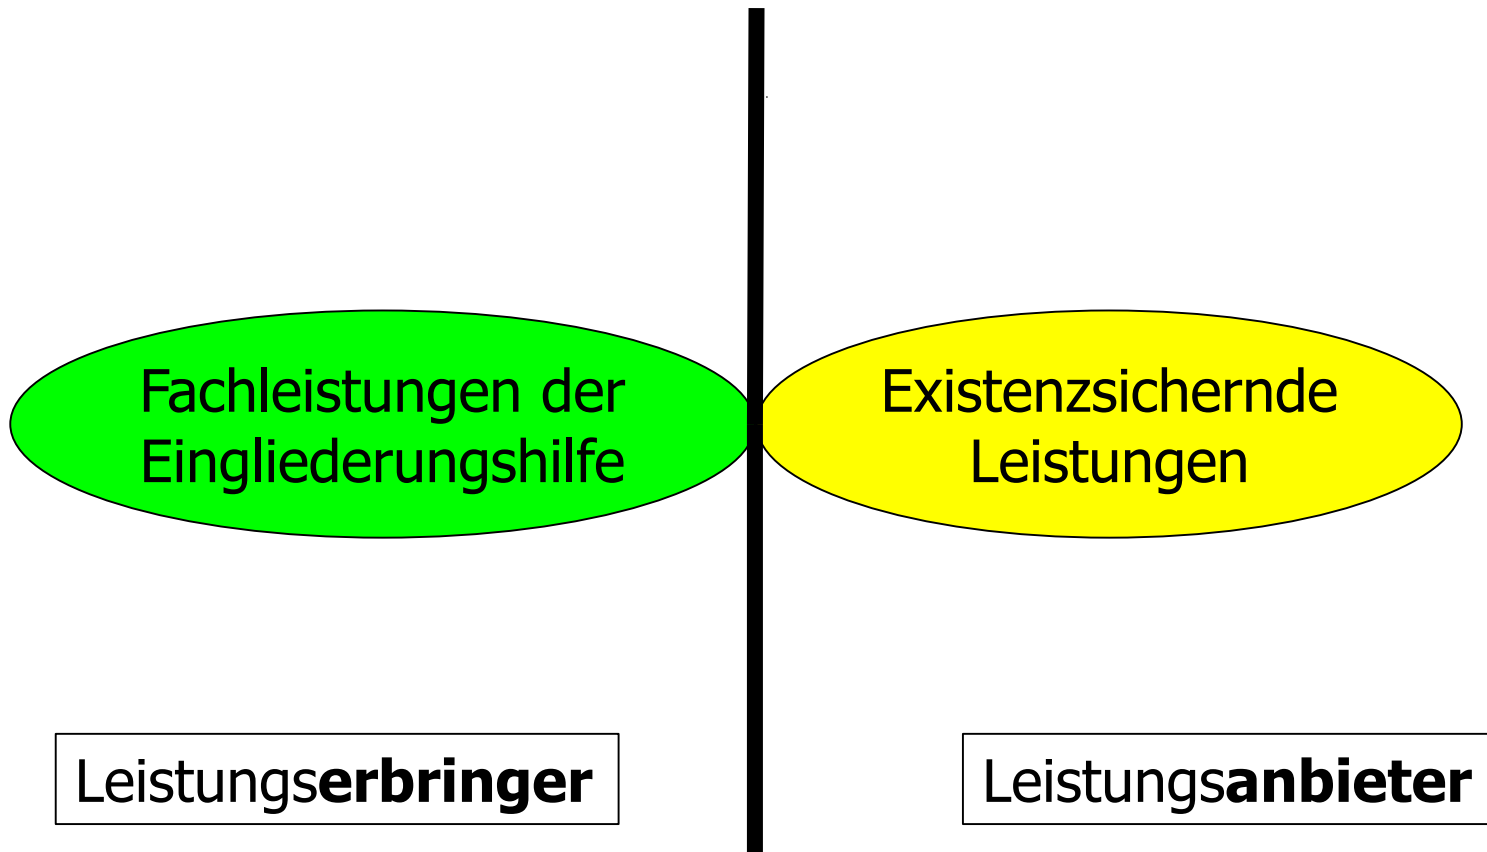 Fachleistungen der
Eingliederungshilfe
Existenzsichernde
Leistungen
Leistungserbringer
Leistungsanbieter